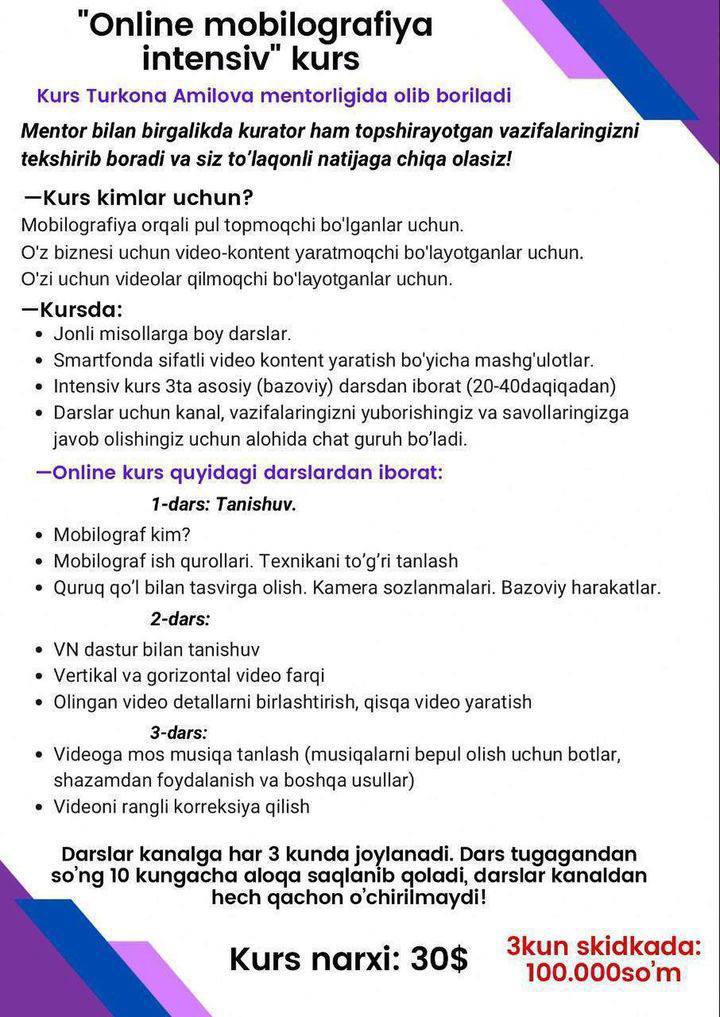 "Online mobilografiya
intensiv" kurs
Kurs Turkona Amilova mentorligida olib boriladi
Mentor bilan birgalikda kurator ham topshirayotgan vazifalaringizni
tekshirib boradi va siz to’laqonli natijaga chiqa olasiz!
—Kurs kimlar uchun?
Mobilografiya orqali pul topmoqchi bo'lganlar uchun.
O'z biznesi uchun video-kontent yaratmoqchi bo'layotganlar uchun.
O'zi uchun videolar qilmoqchi bo'layotganlar uchun.
—Kursda:
• Jonli misollarga boy darslar.
• Smartfonda sifatli video kontent yaratish bo'yicha mashg'ulotlar.
• Intensiv kurs 3ta asosiy (bazoviy) darsdan iborat (20-40daqiqadan)
• Darslar uchun kanal, vazifalaringizni yuborishingiz va savollaringizga
javob olishingiz uchun alohida chat guruh bo’ladi.
—Online kurs quyidagi darslardan iborat:
1-dars: Tanishuv.
• Mobilograf kim?
• Mobilograf ish qurollari. Texnikani to’g’ri tanlash
• Quruq qo’l bilan tasvirga olish. Kamera sozlanmalari. Bazoviy harakatlar.
2-dars:
• VN dastur bilan tanishuv
• Vertikal va gorizontal video farqi
• Olingan video detallarni birlashtirish, qisqa video yaratish
3-dars:
• Videoga mos musiqa tanlash (musiqalarni bepul olish uchun botlar,
shazamdan foydalanish va boshqa usullar)
• Videoni rangli korreksiya qilish
Darslar kanalga har 3 kunda joylanadi. Dars tugagandan
so’ng 10 kungacha aloqa saqlanib qoladi, darslar kanaldan
hech qachon o’chirilmaydi!
Kurs narxi: 30$
3kun skidkada:
100.000so’m